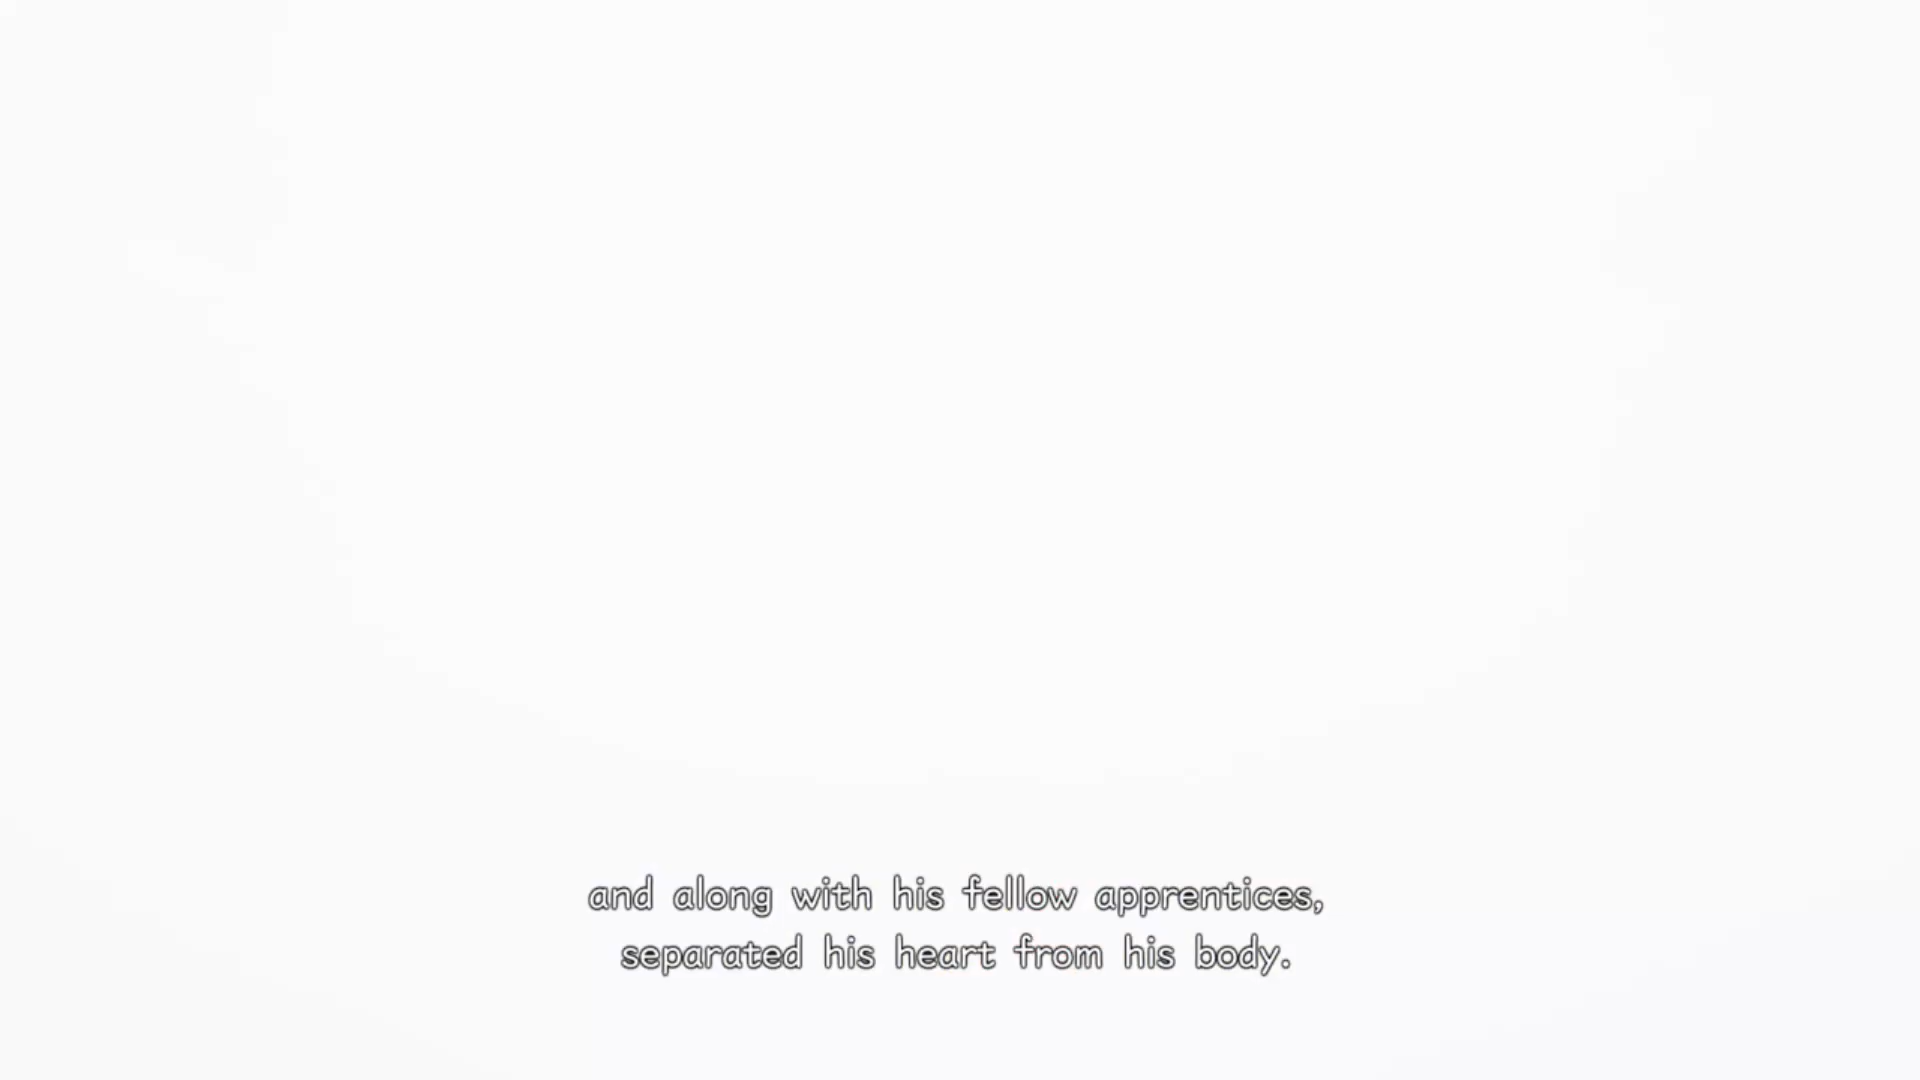 and along with his fellow apprentices,
separated his heart from his body.